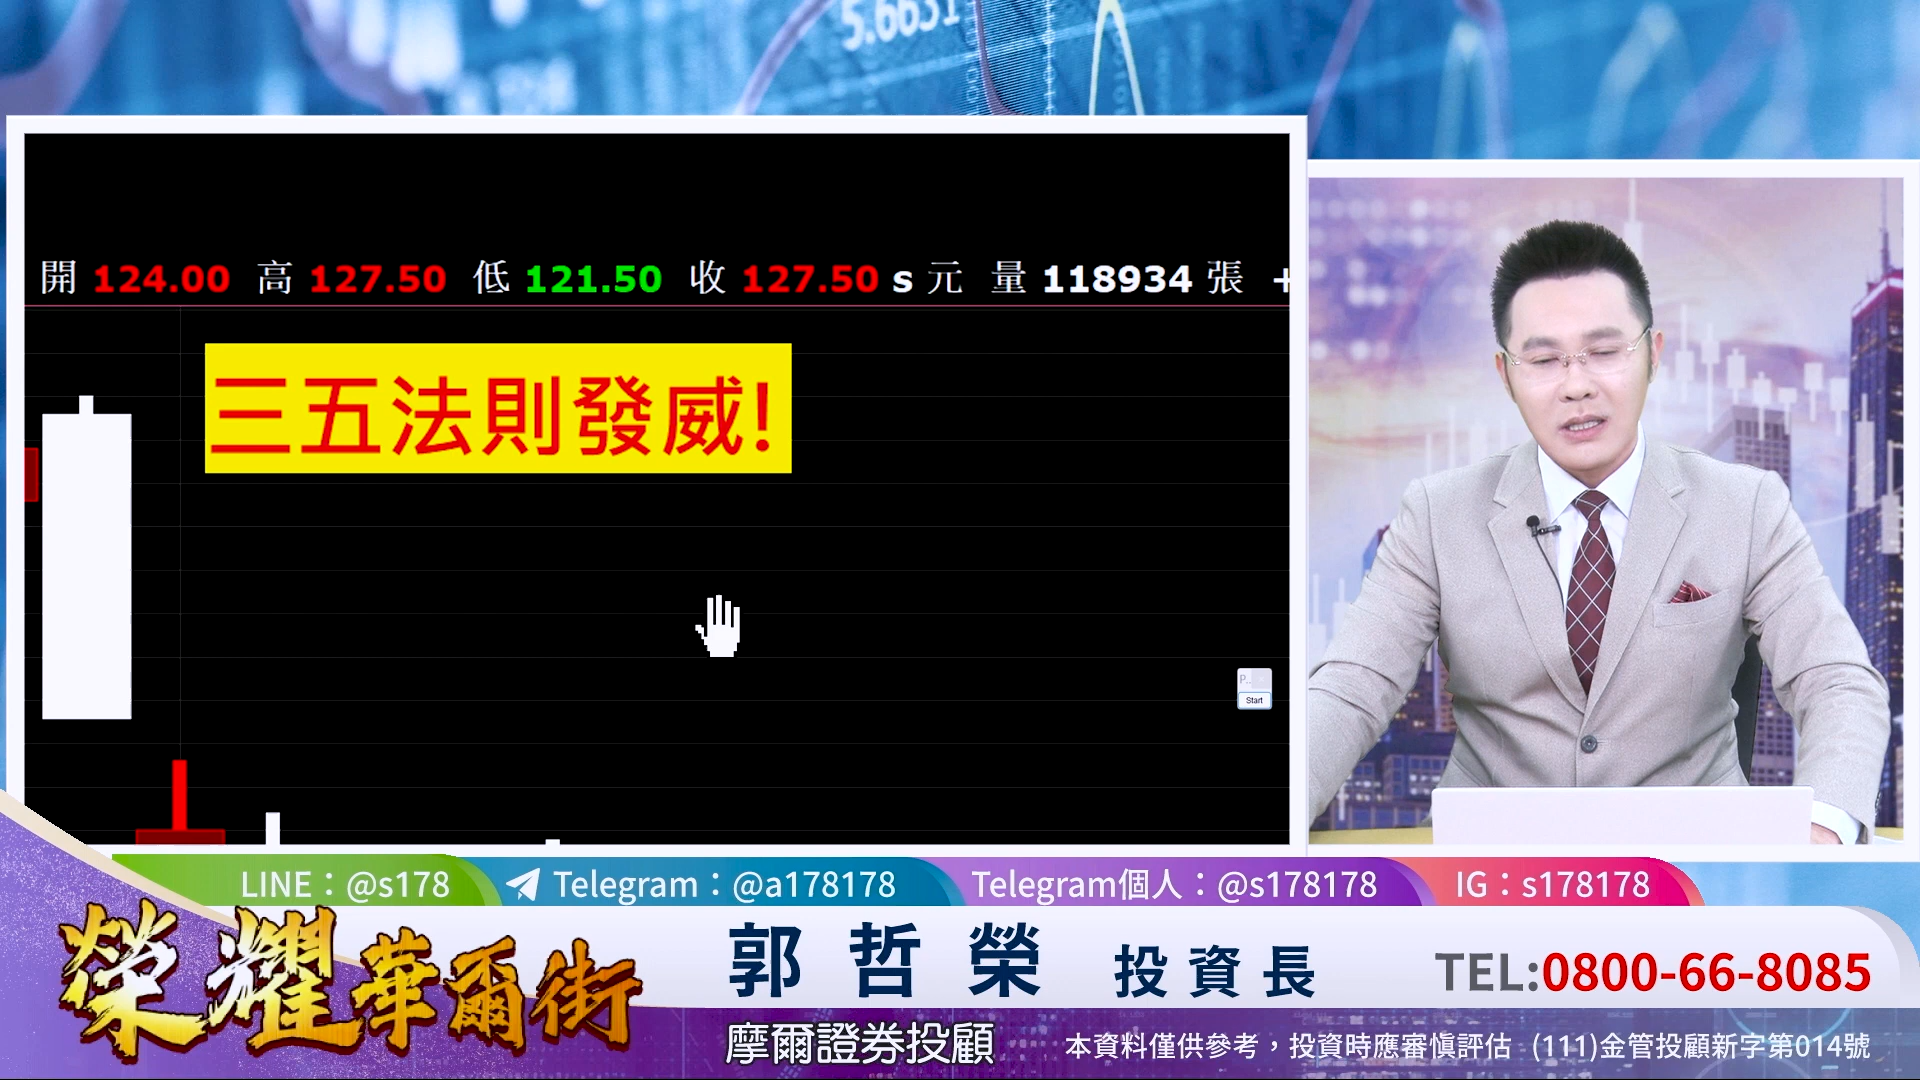 5.6631
開 124.00 高 127.50 低 121.50 收 127.50 s 元 量 118934 張 +
三五法則發威!
P..
Start
LINE：@s178
Telegram：@a178178
Telegram個人：@s178178
IG：s178178
榮耀華爾街
郭哲榮 投資長
TEL:0800-66-8085
摩爾證券投顧
本資料僅供參考，投資時應審慎評估 (111)金管投顧新字第014號